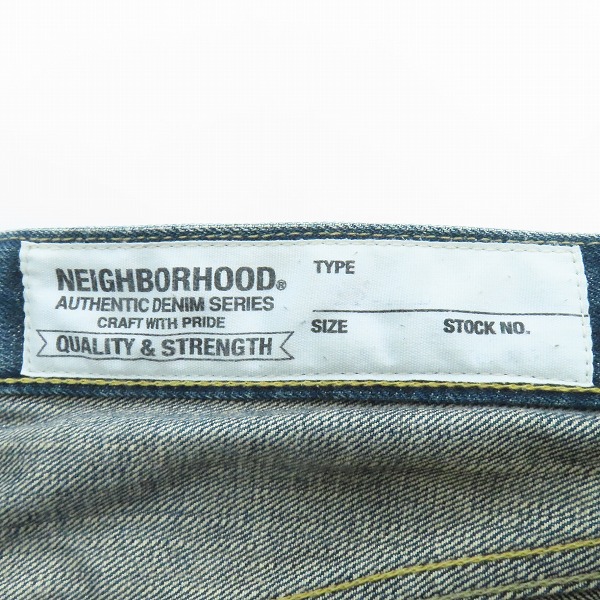 NEIGHBORHOOD®
AUTHENTIC DENIM SERIES
CRAFT WITH PRIDE
QUALITY & STRENGTH
TYPE
SIZE STOCK NO.